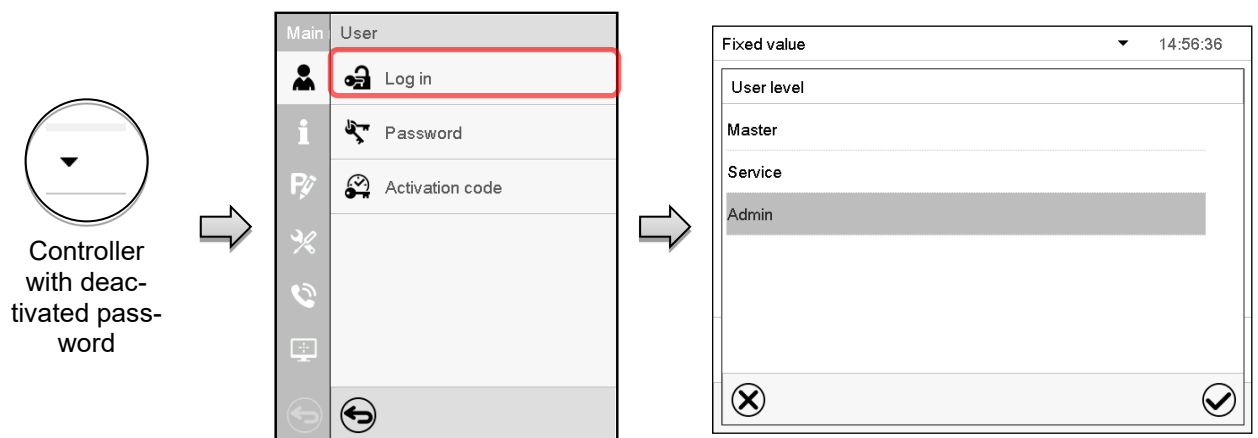 Controller
with deac-
tivated pass-
word
Main
User
Log in
Password
Activation code
Fixed value
14:56:36
User level
Master
Service
Admin